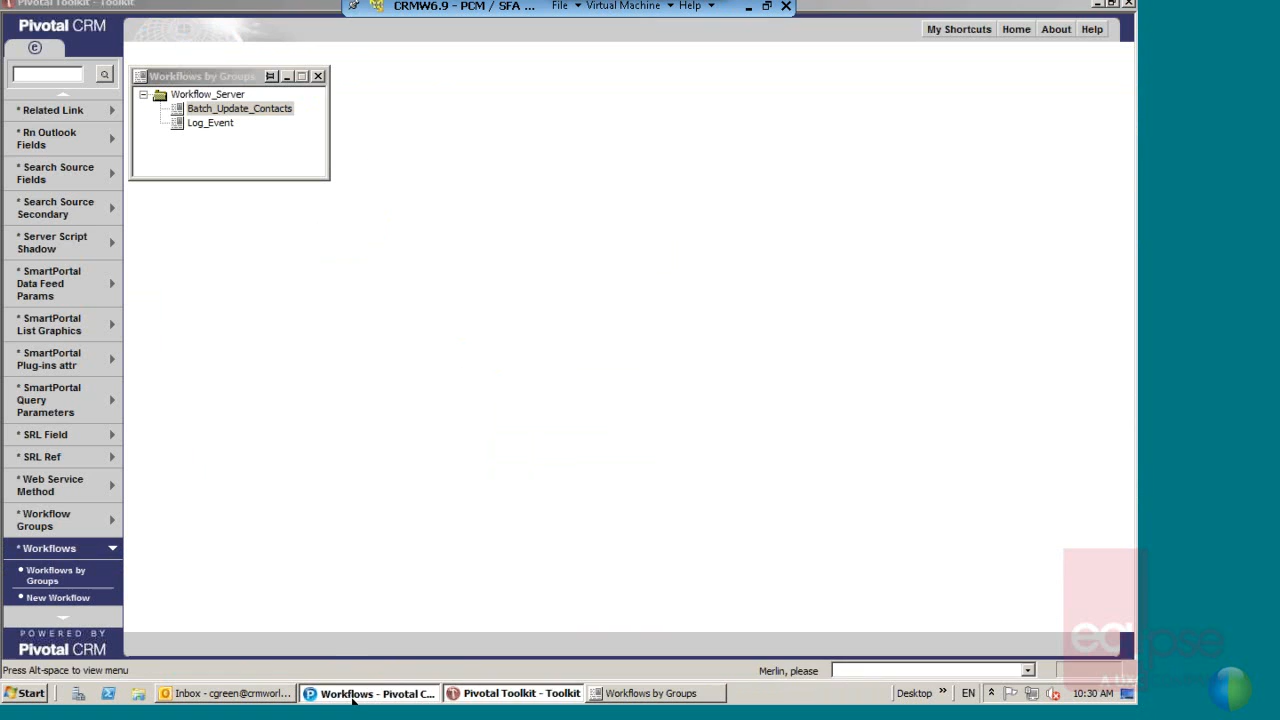 Pivotal Toolkit - Toolkit
CRMW6.9 - PCM / SFA ...
File
Virtual Machine
Help
Pivotal CRM
My Shortcuts
Home
About
Help
Workflows by Groups
Workflow_Server
Batch_Update_Contacts
Log_Event
* Related Link
* Rn Outlook
Fields
* Search Source
Fields
* Search Source
Secondary
* Server Script
Shadow
* SmartPortal
Data Feed
Params
* SmartPortal
List Graphics
* SmartPortal
Plug-ins attr
* SmartPortal
Query
Parameters
* SRL Field
* SRL Ref
* Web Service
Method
* Workflow
Groups
* Workflows
Workflows by
Groups
New Workflow
POWERED BY
Pivotal CRM
Press Alt-space to view menu
Merlin, please
Start
Inbox - cgreen@crmworl...
Workflows - Pivotal C...
Pivotal Toolkit - Toolkit
Workflows by Groups
Desktop
EN
10:30 AM